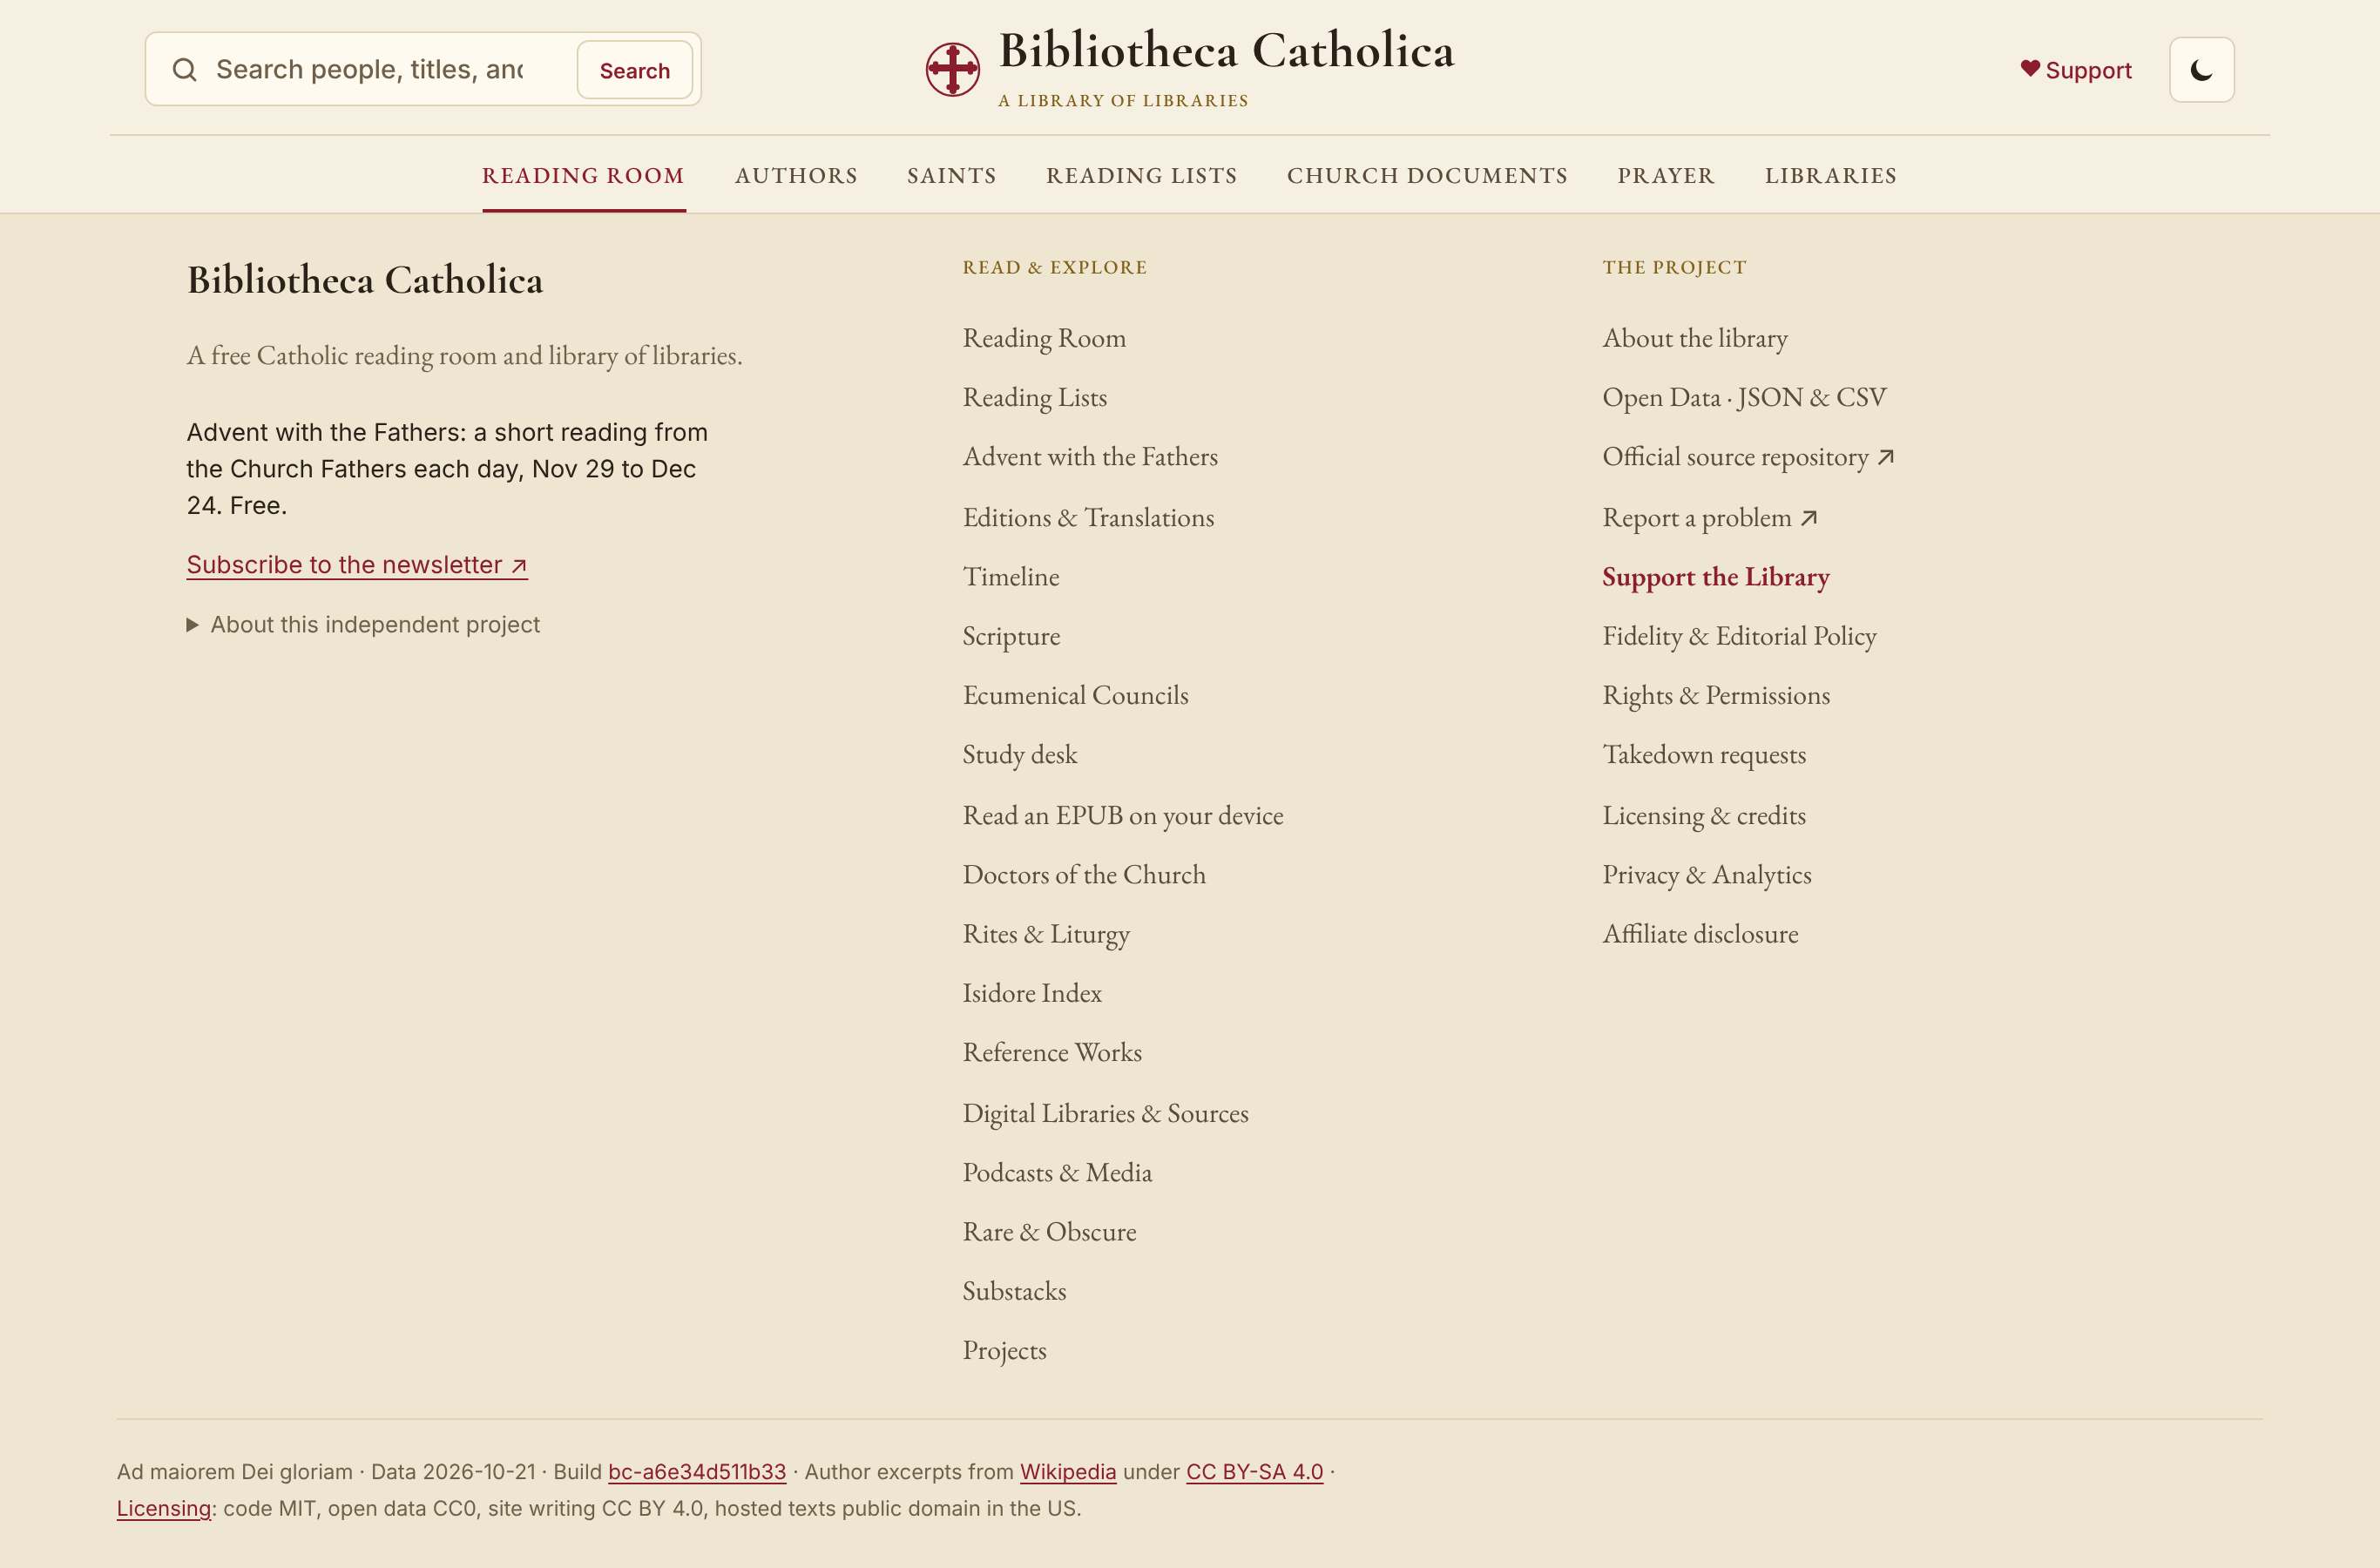 Search people, titles, and
Search
Bibliotheca Catholica
A LIBRARY OF LIBRARIES
Support
READING ROOM
AUTHORS
SAINTS
READING LISTS
CHURCH DOCUMENTS
PRAYER
LIBRARIES
Bibliotheca Catholica
A free Catholic reading room and library of libraries.
Advent with the Fathers: a short reading from
the Church Fathers each day, Nov 29 to Dec
24. Free.
Subscribe to the newsletter ↗
▶ About this independent project
READ & EXPLORE
Reading Room
Reading Lists
Advent with the Fathers
Editions & Translations
Timeline
Scripture
Ecumenical Councils
Study desk
Read an EPUB on your device
Doctors of the Church
Rites & Liturgy
Isidore Index
Reference Works
Digital Libraries & Sources
Podcasts & Media
Rare & Obscure
Substacks
Projects
THE PROJECT
About the library
Open Data · JSON & CSV
Official source repository ↗
Report a problem ↗
Support the Library
Fidelity & Editorial Policy
Rights & Permissions
Takedown requests
Licensing & credits
Privacy & Analytics
Affiliate disclosure
Ad maiorem Dei gloriam · Data 2026-10-21 · Build bc-a6e34d511b33 · Author excerpts from Wikipedia under CC BY-SA 4.0 ·
Licensing: code MIT, open data CC0, site writing CC BY 4.0, hosted texts public domain in the US.